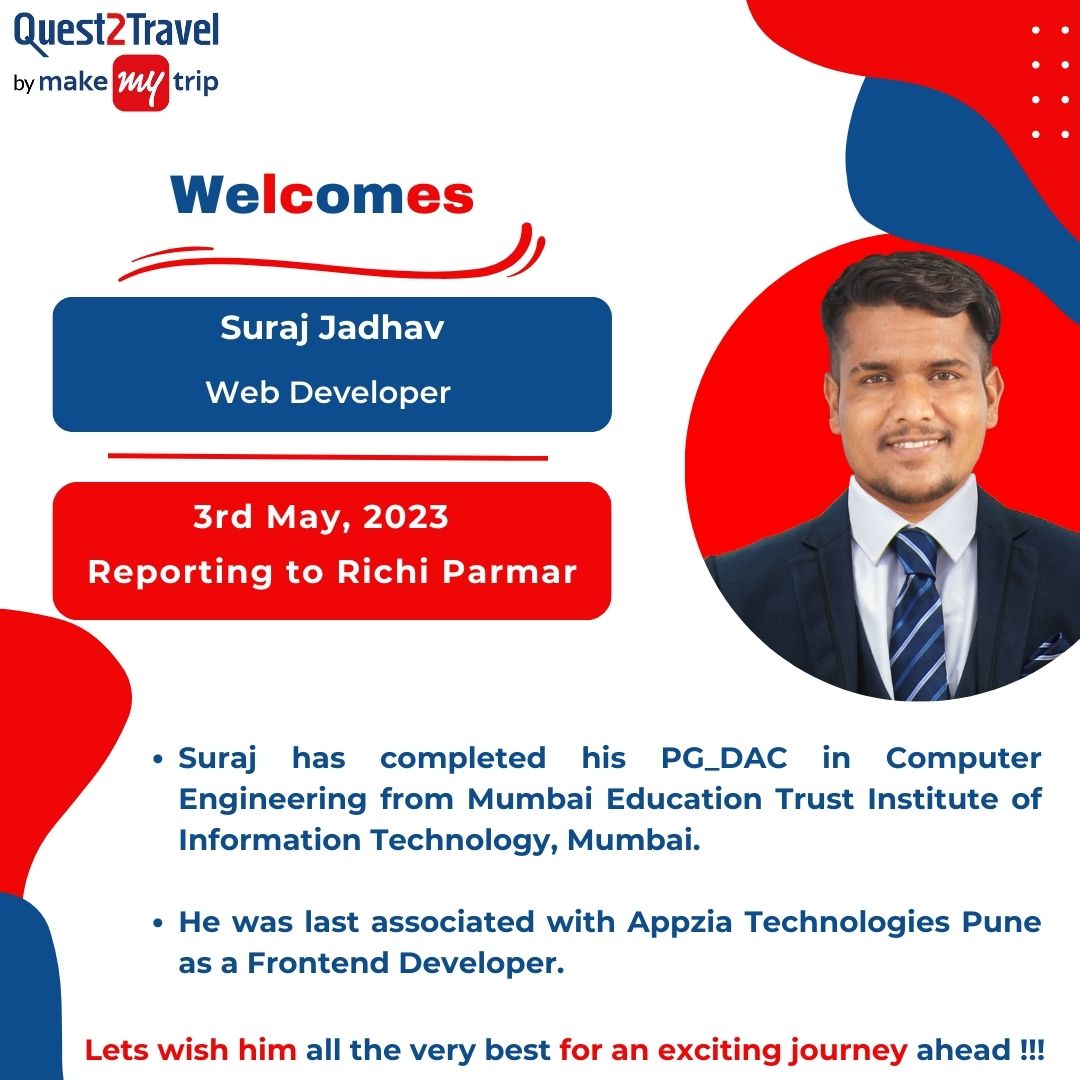 Quest2Travel
by make my trip
Welcomes
Suraj Jadhav
Web Developer
3rd May, 2023
Reporting to Richi Parmar
• Suraj has completed his PG_DAC in Computer
Engineering from Mumbai Education Trust Institute of
Information Technology, Mumbai.
• He was last associated with Appzia Technologies Pune
as a Frontend Developer.
Lets wish him all the very best for an exciting journey ahead !!!